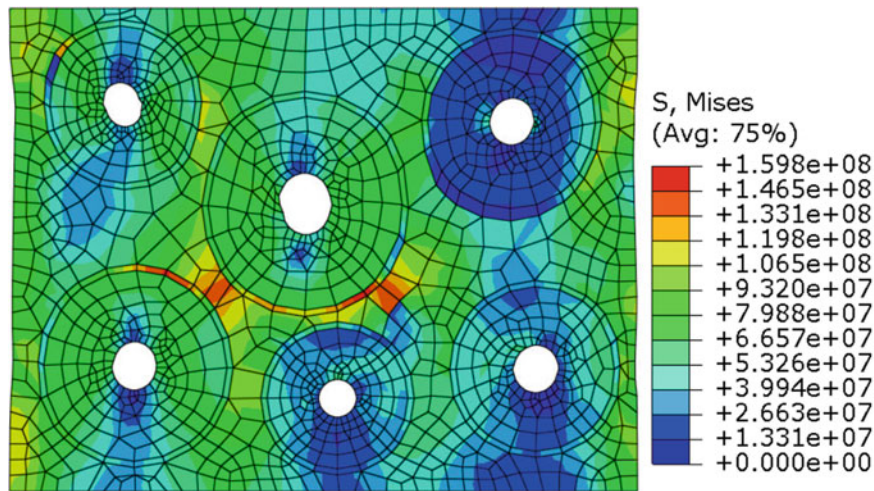 S, Mises
(Avg: 75%)
+1.598e+08
+1.465e+08
+1.331e+08
+1.198e+08
+1.065e+08
+9.320e+07
+7.988e+07
+6.657e+07
+5.326e+07
+3.994e+07
+2.663e+07
+1.331e+07
+0.000e+00